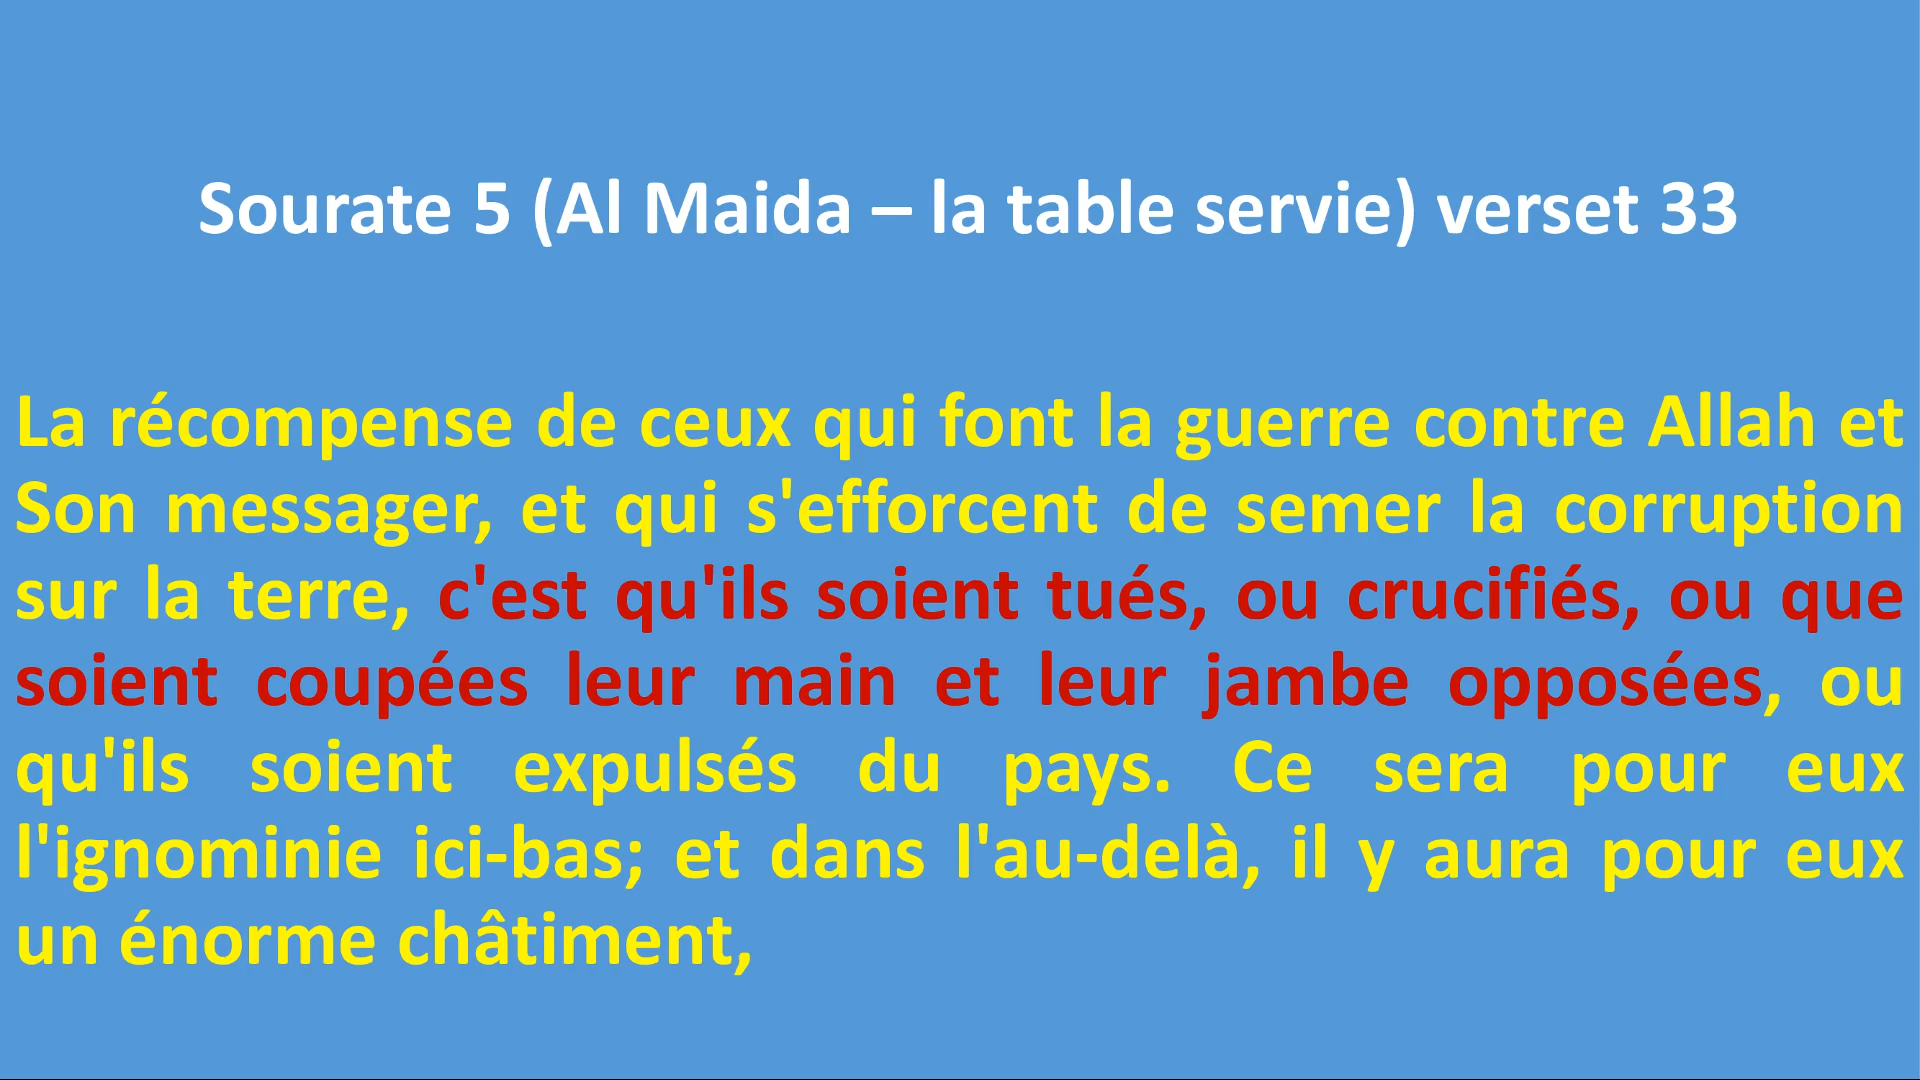 Sourate 5 (Al Maida – la table servie) verset 33
La récompense de ceux qui font la guerre contre Allah et
Son messager, et qui s'efforcent de semer la corruption
sur la terre, c'est qu'ils soient tués, ou crucifiés, ou que
soient coupées leur main et leur jambe opposées, ou
qu'ils soient expulsés du pays. Ce sera pour eux
l'ignominie ici-bas; et dans l'au-delà, il y aura pour eux
un énorme châtiment,